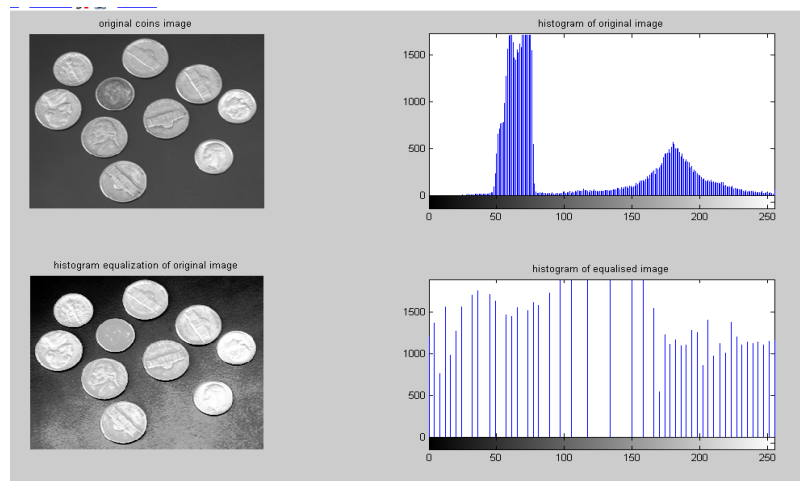 original coins image
histogram of original image
1500
1000
500
0
0 50 100 150 200 250
histogram equalization of original image
histogram of equalised image
1500
1000
500
0
0 50 100 150 200 250